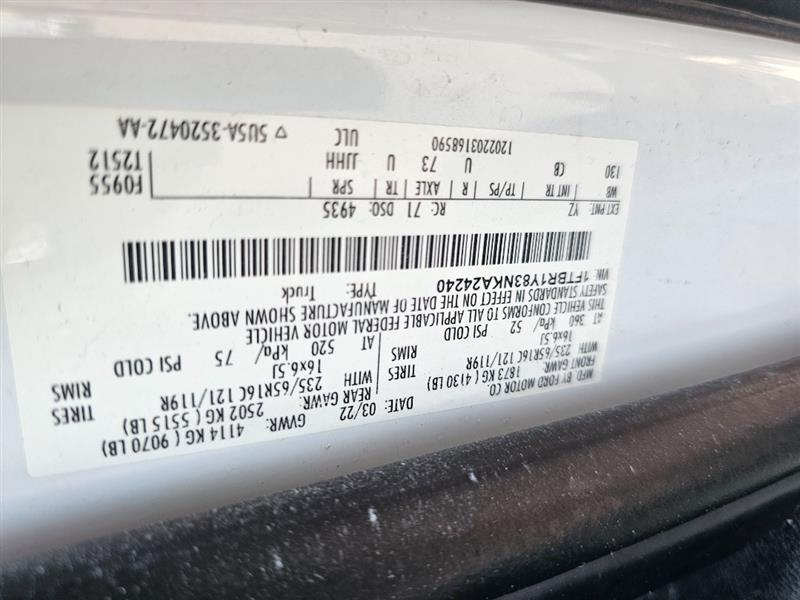 MFD BY FORD MOTOR CO. DATE: 03/22 GVWR: 4114 KG ( 9070 LB)
FRONT GAWR: 1873 KG ( 4130 LB) REAR GAWR: 2502 KG ( 5515 LB)
WITH 235/65R16C 121/119R TIRES WITH 235/65R16C 121/119R TIRES
16x6.5J RIMS 16x6.5J RIMS
AT 360 kPa/ 52 PSI COLD AT 520 kPa/ 75 PSI COLD
THIS VEHICLE CONFORMS TO ALL APPLICABLE FEDERAL MOTOR VEHICLE
SAFETY STANDARDS IN EFFECT ON THE DATE OF MANUFACTURE SHOWN ABOVE.
VIN: 1FTBR1Y83NKA24240 TYPE: Truck
EXT PNT: YZ RC: 71 DSO: 4935
WB INT TR TP/PS R AXLE TR SPR F0955
130 CB U 73 U JJHH T2512
1202203168590 ULC ▽ 5U5A-3520472-AA